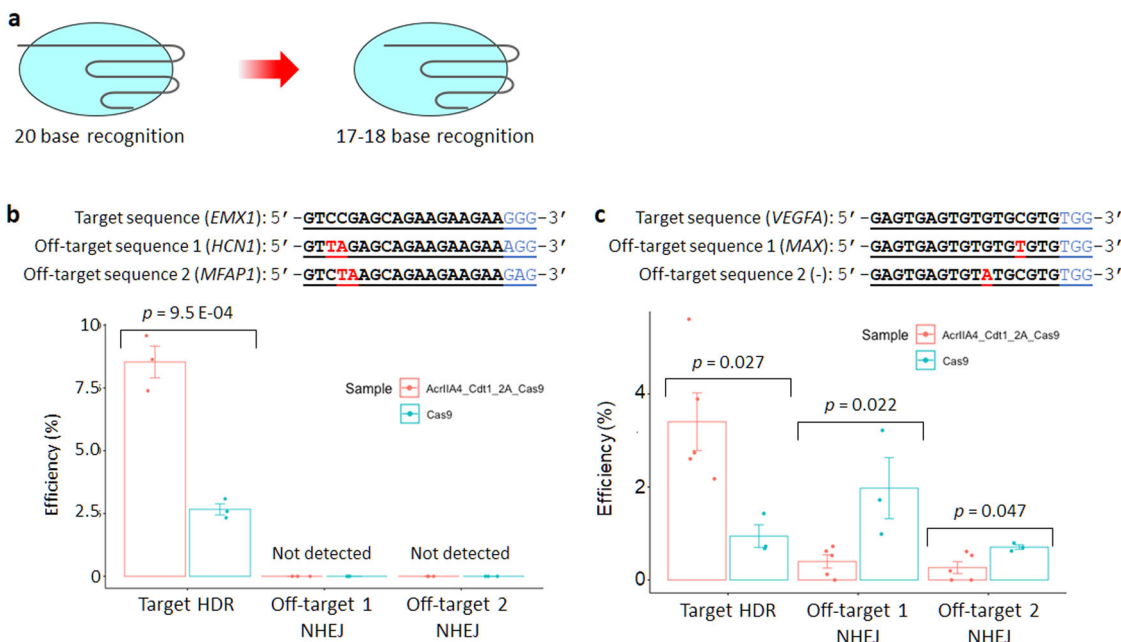 a
20 base recognition
17-18 base recognition
b
Target sequence (EMX1): 5’-GTCCGAGCAGAAGAAGAAGGG-3’
Off-target sequence 1 (HCN1): 5’-GTTAGAGCAGAAGAAGAAAGG-3’
Off-target sequence 2 (MFAP1): 5’-GTCTAAGCAGAAGAAGAAGAG-3’
p = 9.5 E-04
Sample
AcrIIA4_Cdt1_2A_Cas9
Cas9
Efficiency (%)
10
7.5
5.0
2.5
0
Not detected
Not detected
Target HDR
Off-target 1
NHEJ
Off-target 2
NHEJ
c
Target sequence (VEGFA): 5’-GAGTGAGTGTGTGCGTGTGG-3’
Off-target sequence 1 (MAX): 5’-GAGTGAGTGTGTGTGTGTGG-3’
Off-target sequence 2 (-): 5’-GAGTGAGTGTATGCGTGTGG-3’
Sample
AcrIIA4_Cdt1_2A_Cas9
Cas9
p = 0.027
p = 0.022
p = 0.047
Efficiency (%)
4
2
0
Target HDR
Off-target 1
NHEJ
Off-target 2
NHEJ